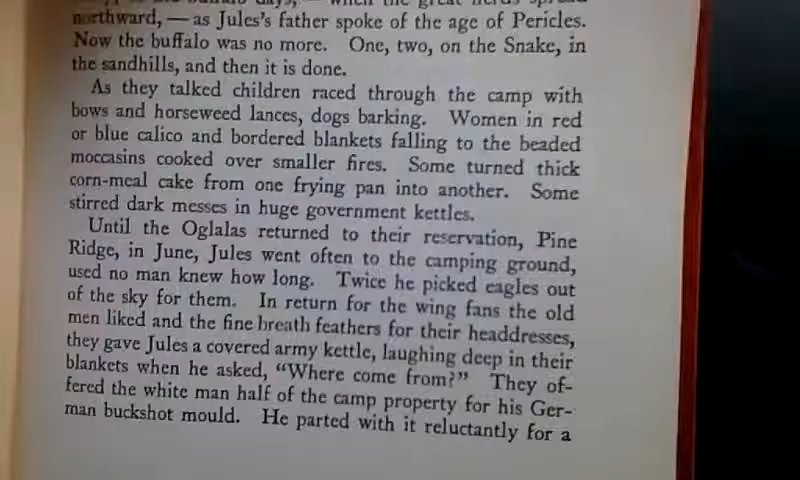 buffalo days, — when the great herds spread
northward, — as Jules's father spoke of the age of Pericles.
Now the buffalo was no more. One, two, on the Snake, in
the sandhills, and then it is done.
As they talked children raced through the camp with
bows and horseweed lances, dogs barking. Women in red
or blue calico and bordered blankets falling to the beaded
moccasins cooked over smaller fires. Some turned thick
corn-meal cake from one frying pan into another. Some
stirred dark messes in huge government kettles.
Until the Oglalas returned to their reservation, Pine
Ridge, in June, Jules went often to the camping ground,
used no man knew how long. Twice he picked eagles out
of the sky for them. In return for the wing fans the old
men liked and the fine breath feathers for their headdresses,
they gave Jules a covered army kettle, laughing deep in their
blankets when he asked, "Where come from?" They of-
fered the white man half of the camp property for his Ger-
man buckshot mould. He parted with it reluctantly for a